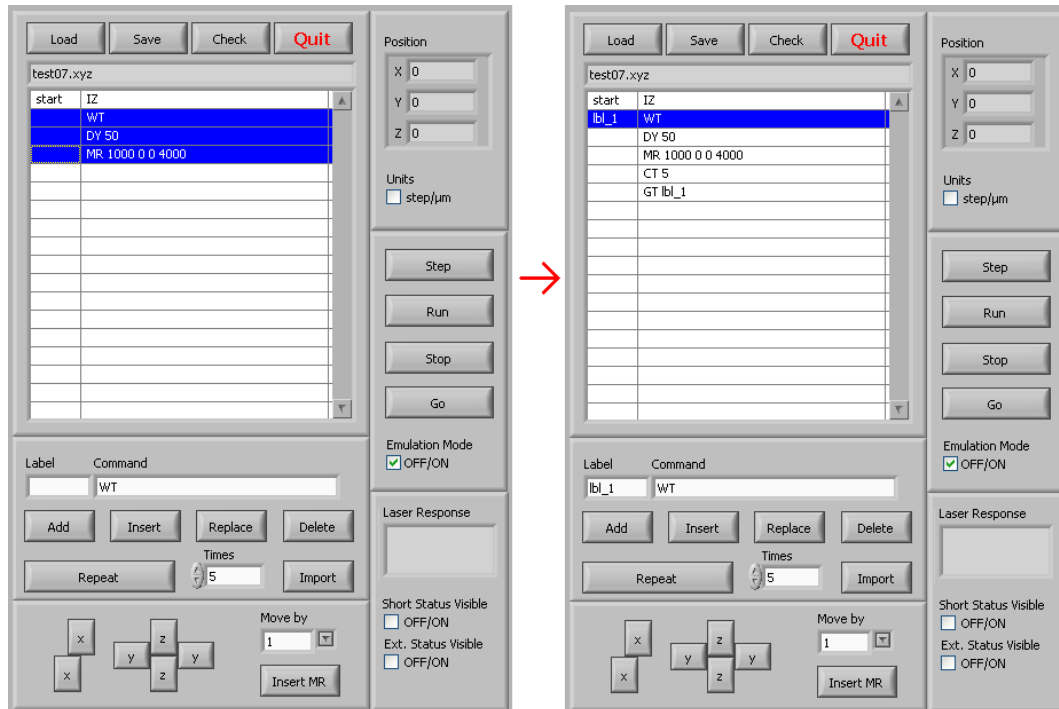 Load Save Check Quit
test07.xyz
start IZ
WT
DY 50
MR 1000 0 0 4000
Label Command
WT
Add Insert Replace Delete
Times
Repeat 5 Import
x z
y y
x z
Move by
1
Insert MR
Position
X 0
Y 0
Z 0
Units
step/µm
Step
Run
Stop
Go
Emulation Mode
OFF/ON
Laser Response
Short Status Visible
OFF/ON
Ext. Status Visible
OFF/ON
→
Load Save Check Quit
test07.xyz
start IZ
lbl_1 WT
DY 50
MR 1000 0 0 4000
CT 5
GT lbl_1
Label Command
lbl_1 WT
Add Insert Replace Delete
Times
Repeat 5 Import
x z
y y
x z
Move by
1
Insert MR
Position
X 0
Y 0
Z 0
Units
step/µm
Step
Run
Stop
Go
Emulation Mode
OFF/ON
Laser Response
Short Status Visible
OFF/ON
Ext. Status Visible
OFF/ON